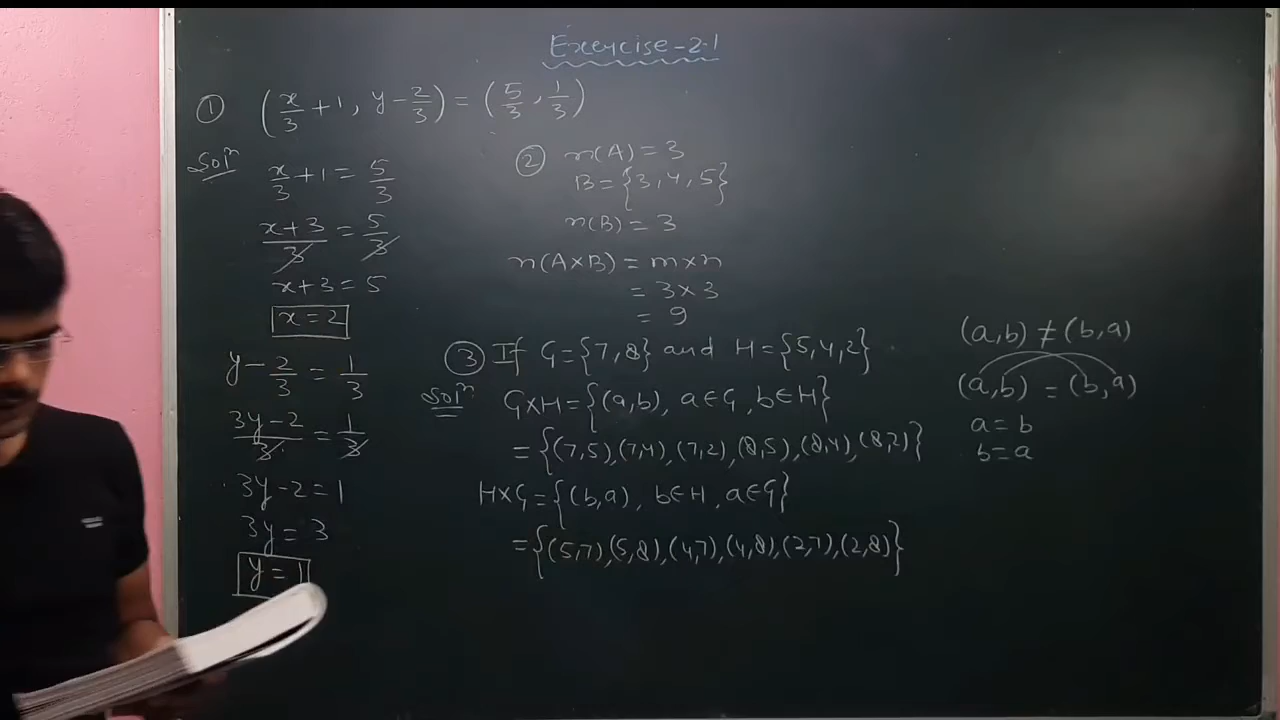 Exercise-2.1
① (x/3 + 1, y - 2/3) = (5/3, 1/3)
Solⁿ
x/3 + 1 = 5/3
(x+3)/3 = 5/3
x+3 = 5
x = 2
y - 2/3 = 1/3
(3y-2)/3 = 1/3
3y-2 = 1
3y = 3
y = 1
② n(A) = 3
B = {3, 4, 5}
n(B) = 3
n(A×B) = m×n
= 3×3
= 9
③ If G = {7, 8} and H = {5, 4, 2}
Solⁿ
G×H = {(a,b), a∈G, b∈H}
= {(7,5), (7,4), (7,2), (8,5), (8,4), (8,2)}
H×G = {(b,a), b∈H, a∈G}
= {(5,7), (5,8), (4,7), (4,8), (2,7), (2,8)}
(a,b) ≠ (b,a)
(a,b) = (b,a)
a = b
b = a